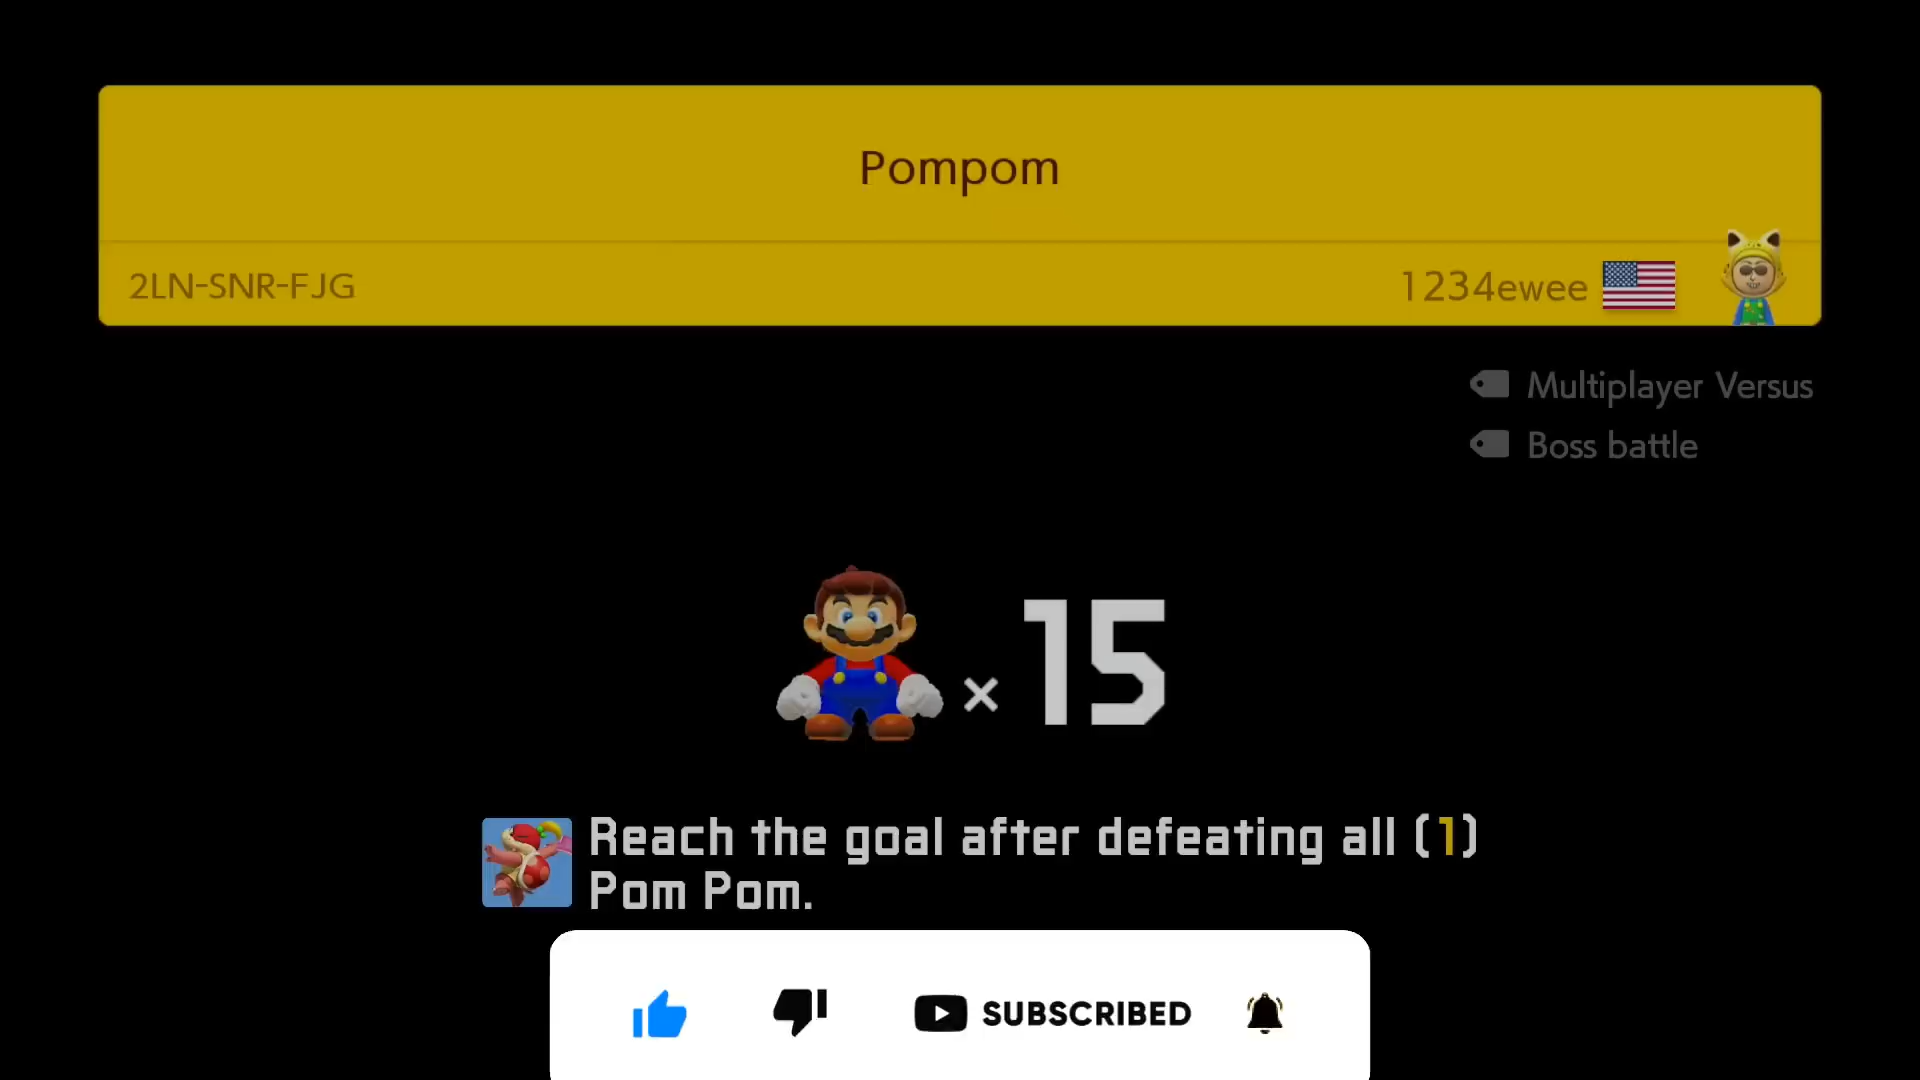 Pompom
2LN-SNR-FJG
1234ewee
Multiplayer Versus
Boss battle
× 15
Reach the goal after defeating all (1)
Pom Pom.
SUBSCRIBED